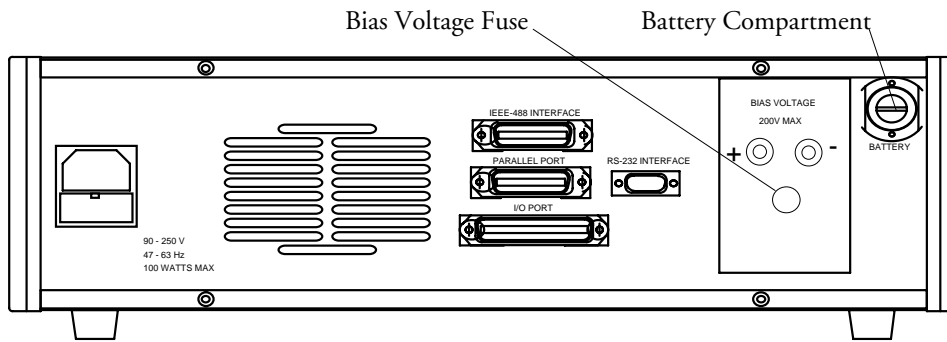 Bias Voltage Fuse
Battery Compartment
IEEE-488 INTERFACE
BIAS VOLTAGE
200V MAX
BATTERY
PARALLEL PORT
RS-232 INTERFACE
+
-
I/O PORT
90 - 250 V
47 - 63 Hz
100 WATTS MAX